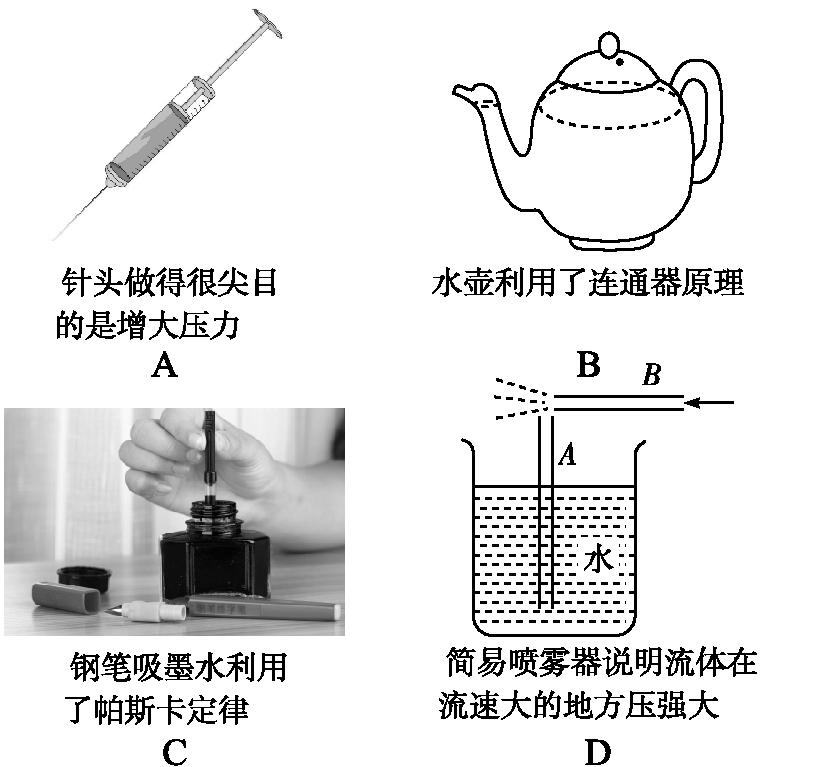 针头做得很尖目
的是增大压力
A
水壶利用了连通器原理
B
钢笔吸墨水利用
了帕斯卡定律
C
B
A
水
简易喷雾器说明流体在
流速大的地方压强大
D